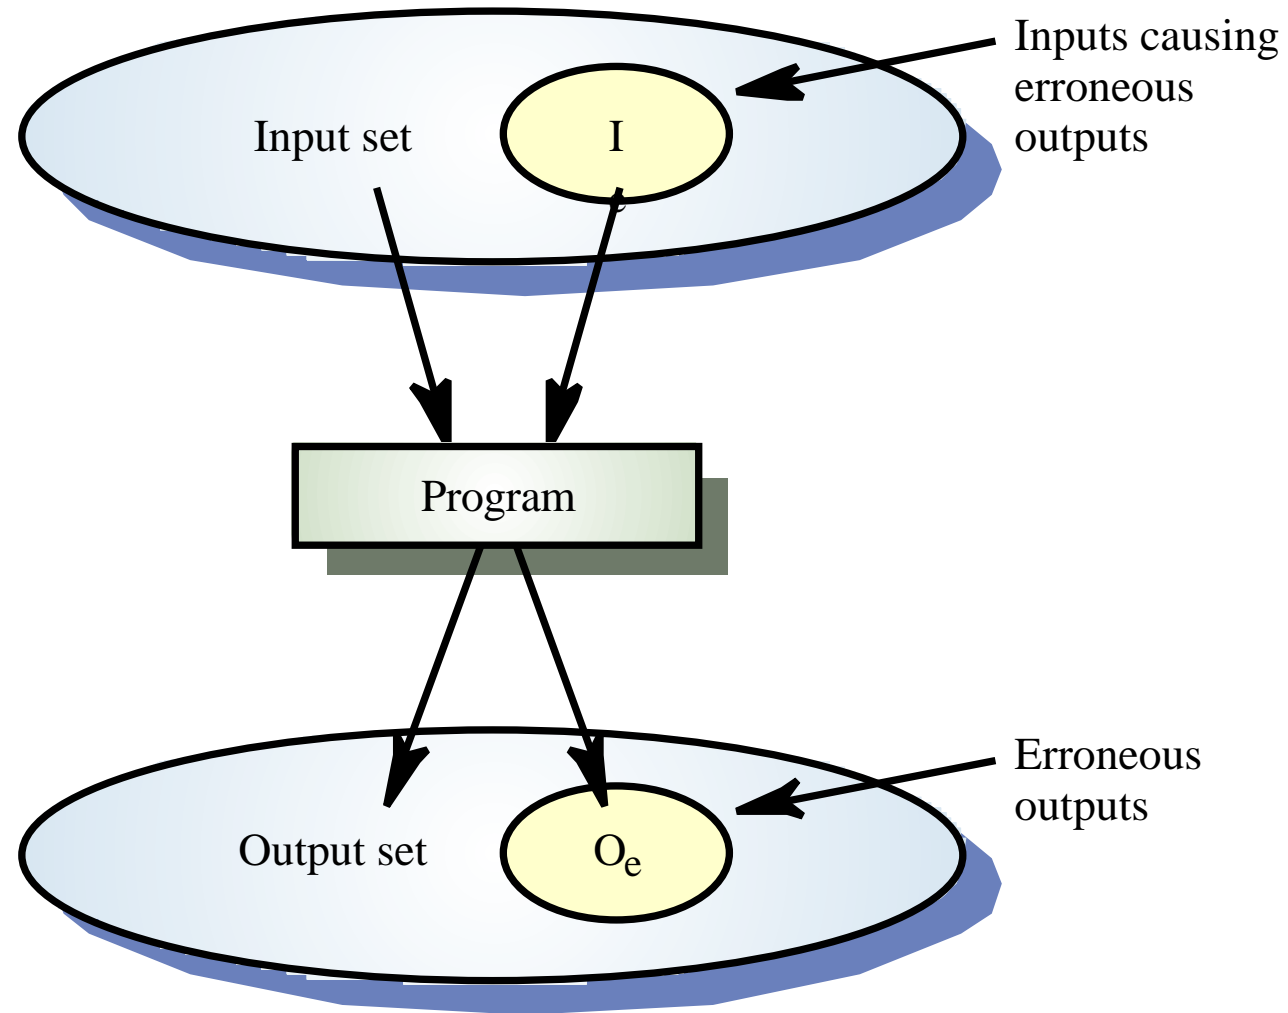 Inputs causing
erroneous
outputs
Input set
I
e
Program
Erroneous
outputs
Output set
Oe